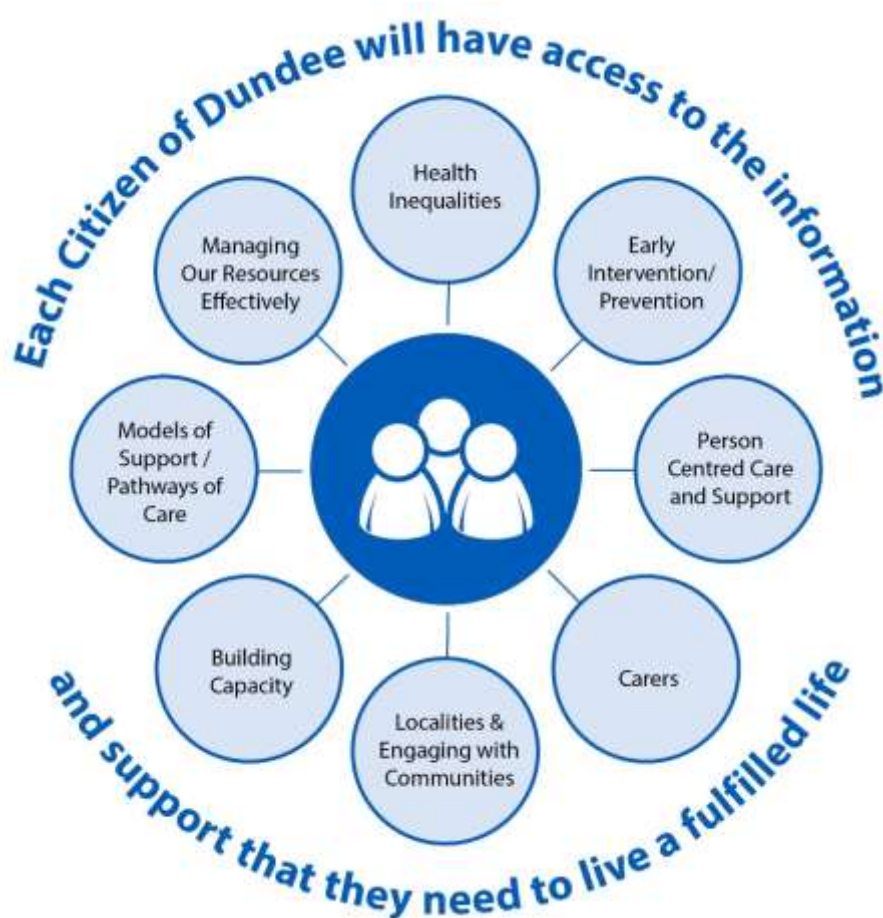 Each Citizen of Dundee will have access to the information
and support that they need to live a fulfilled life
Health
Inequalities
Early
Intervention/
Prevention
Person
Centred Care
and Support
Carers
Localities &
Engaging with
Communities
Building
Capacity
Models of
Support /
Pathways of
Care
Managing
Our Resources
Effectively